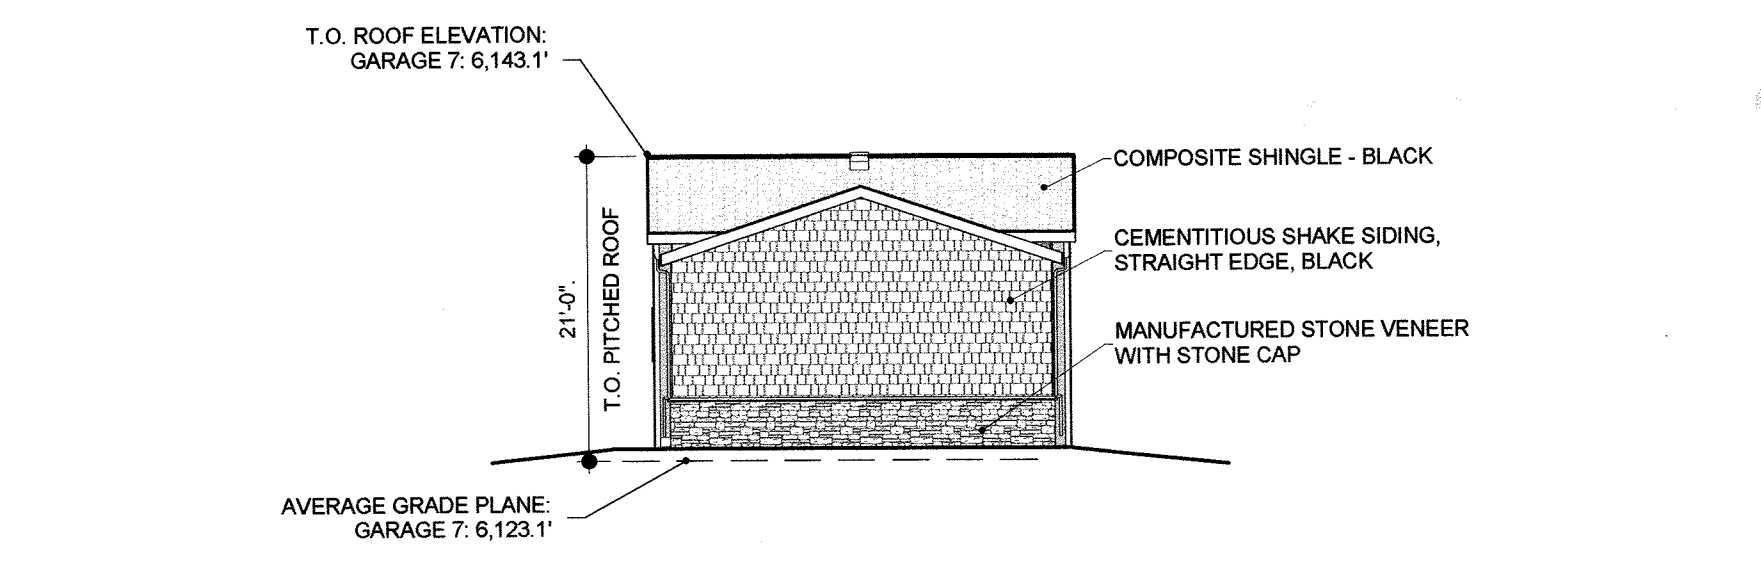 T.O. ROOF ELEVATION:
GARAGE 7: 6,143.1'
COMPOSITE SHINGLE - BLACK
CEMENTITIOUS SHAKE SIDING,
STRAIGHT EDGE, BLACK
21'-0".
T.O. PITCHED ROOF
MANUFACTURED STONE VENEER
WITH STONE CAP
AVERAGE GRADE PLANE:
GARAGE 7: 6,123.1'